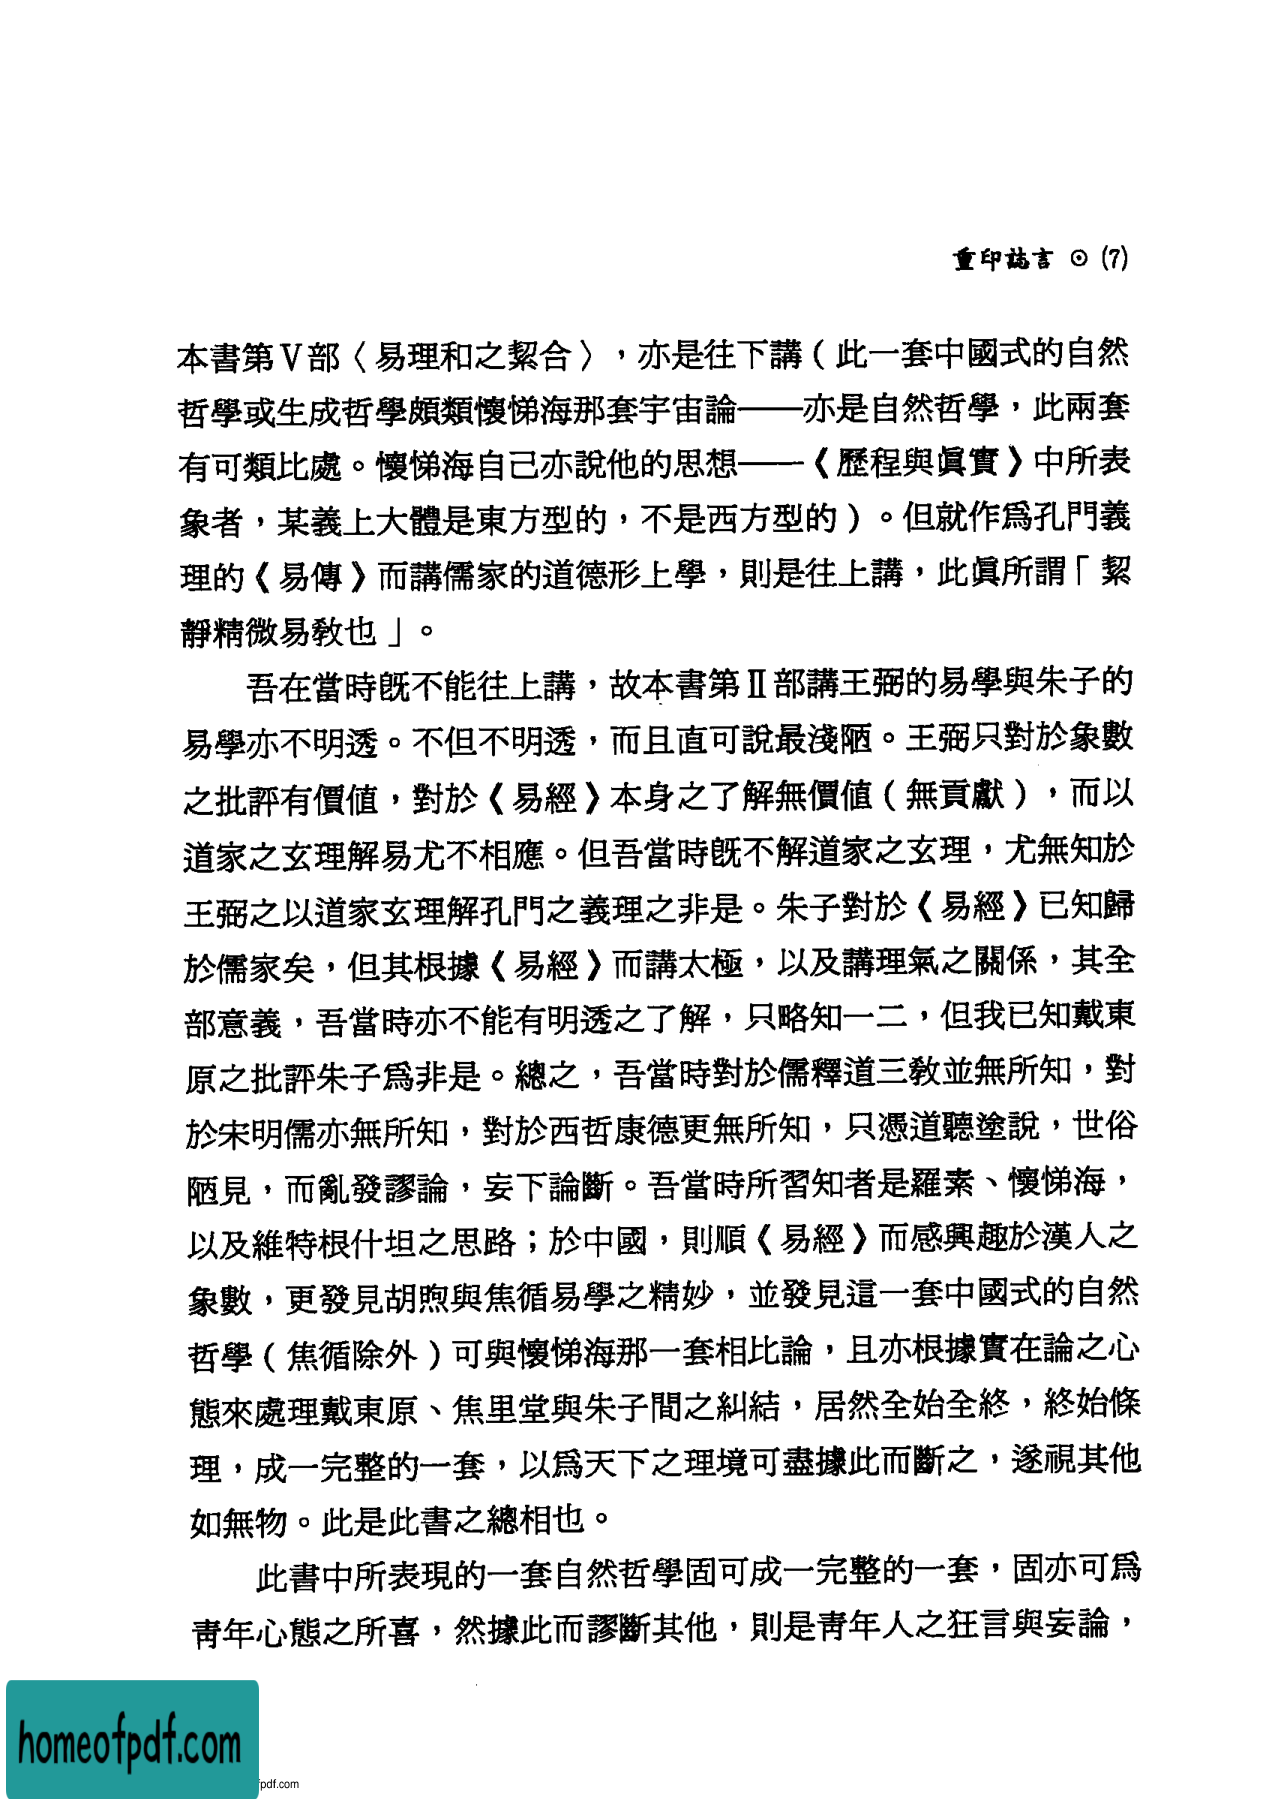 重印誌言 ⊙ (7)
本書第Ⅴ部〈易理和之絜合〉，亦是往下講（此一套中國式的自然
哲學或生成哲學頗類懷悌海那套宇宙論——亦是自然哲學，此兩套
有可類比處。懷悌海自己亦說他的思想——《歷程與眞實》中所表
象者，某義上大體是東方型的，不是西方型的）。但就作爲孔門義
理的《易傳》而講儒家的道德形上學，則是往上講，此眞所謂「絜
靜精微易敎也」。
吾在當時旣不能往上講，故本書第Ⅱ部講王弼的易學與朱子的
易學亦不明透。不但不明透，而且直可說最淺陋。王弼只對於象數
之批評有價值，對於《易經》本身之了解無價值（無貢獻），而以
道家之玄理解易尤不相應。但吾當時旣不解道家之玄理，尤無知於
王弼之以道家玄理解孔門之義理之非是。朱子對於《易經》已知歸
於儒家矣，但其根據《易經》而講太極，以及講理氣之關係，其全
部意義，吾當時亦不能有明透之了解，只略知一二，但我已知戴東
原之批評朱子爲非是。總之，吾當時對於儒釋道三敎並無所知，對
於宋明儒亦無所知，對於西哲康德更無所知，只憑道聽塗說，世俗
陋見，而亂發謬論，妄下論斷。吾當時所習知者是羅素、懷悌海，
以及維特根什坦之思路；於中國，則順《易經》而感興趣於漢人之
象數，更發見胡煦與焦循易學之精妙，並發見這一套中國式的自然
哲學（焦循除外）可與懷悌海那一套相比論，且亦根據實在論之心
態來處理戴東原、焦里堂與朱子間之糾結，居然全始全終，終始條
理，成一完整的一套，以爲天下之理境可盡據此而斷之，遂視其他
如無物。此是此書之總相也。
此書中所表現的一套自然哲學固可成一完整的一套，固亦可爲
靑年心態之所喜，然據此而謬斷其他，則是靑年人之狂言與妄論，
homeofpdf.com
fpdf.com